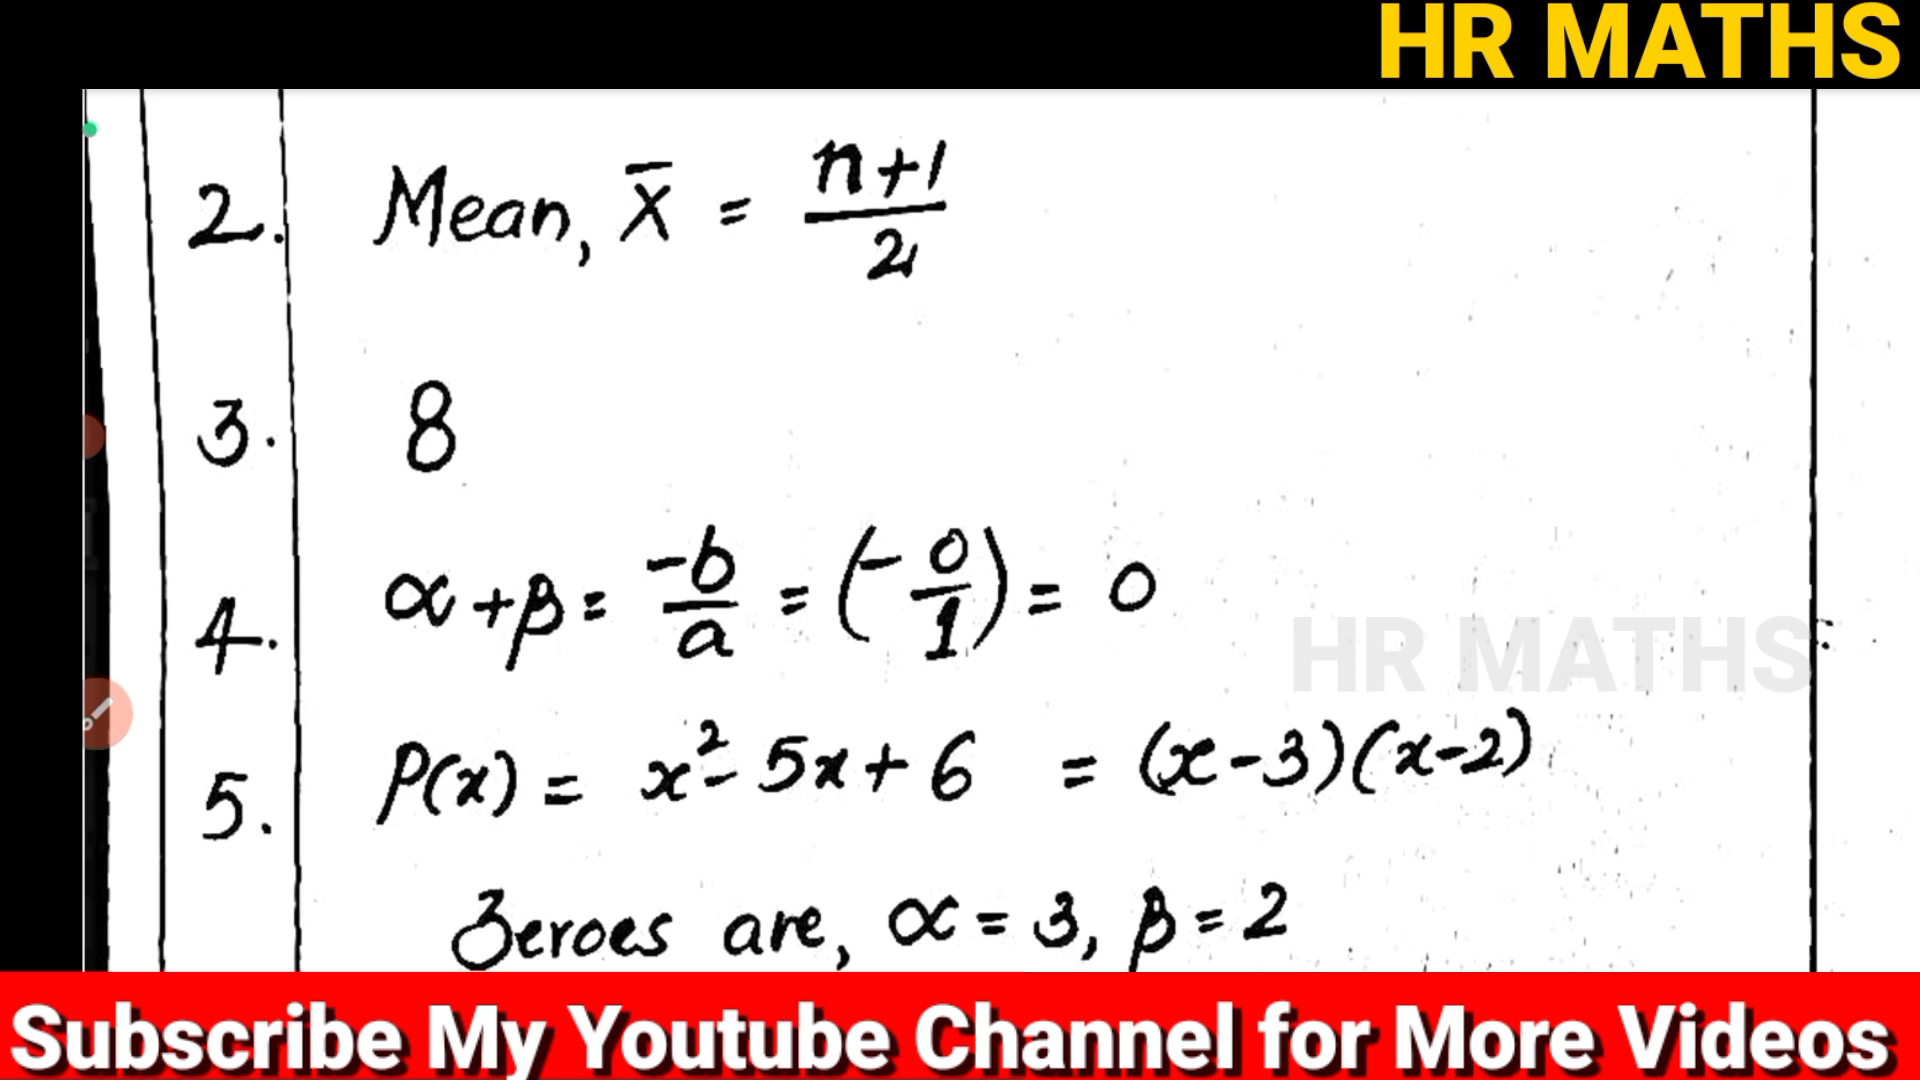 HR MATHS
2. Mean, x̄ = (n+1)/2
3. 8
4. α+β = -b/a = (-0/1) = 0
HR MATHS
5. P(x) = x² - 5x + 6 = (x-3)(x-2)
Zeroes are, α = 3, β = 2
Subscribe My Youtube Channel for More Videos